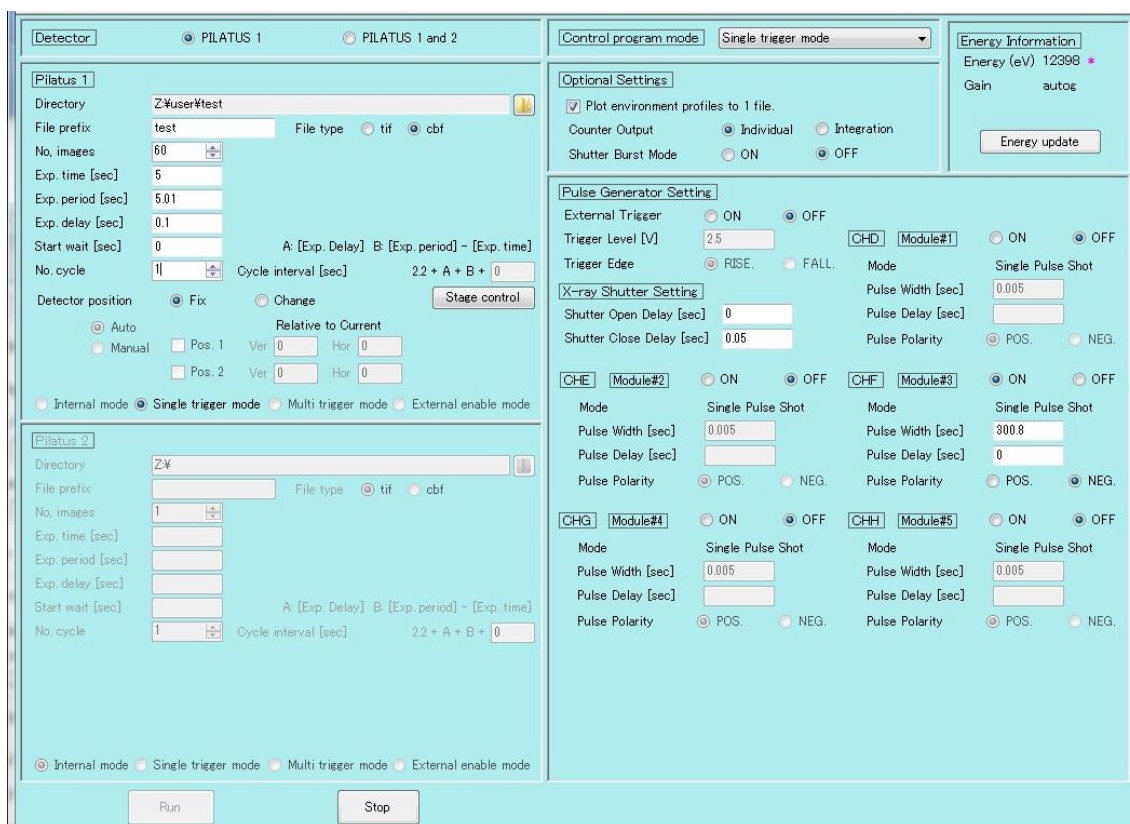 Detector PILATUS 1 PILATUS 1 and 2
Pilatus 1
Directory Z:¥user¥test
File prefix test File type tif cbf
No, images 60
Exp. time [sec] 5
Exp. period [sec] 5.01
Exp. delay [sec] 0.1
Start wait [sec] 0 A: [Exp. Delay] B: [Exp. period] - [Exp. time]
No. cycle 1 Cycle interval [sec] 2.2 + A + B + 0
Detector position Fix Change Stage control
Auto Relative to Current
Manual Pos. 1 Ver 0 Hor 0
Pos. 2 Ver 0 Hor 0
Internal mode Single trigger mode Multi trigger mode External enable mode
Pilatus 2
Directory Z:¥
File prefix File type tif cbf
No, images 1
Exp. time [sec]
Exp. period [sec]
Exp. delay [sec]
Start wait [sec] A: [Exp. Delay] B: [Exp. period] - [Exp. time]
No. cycle 1 Cycle interval [sec] 2.2 + A + B + 0
Internal mode Single trigger mode Multi trigger mode External enable mode
Run Stop
Control program mode Single trigger mode
Optional Settings
Plot environment profiles to 1 file.
Counter Output Individual Integration
Shutter Burst Mode ON OFF
Energy Information
Energy (eV) 12398 *
Gain autog
Energy update
Pulse Generator Setting
External Trigger ON OFF
Trigger Level [V] 2.5
Trigger Edge RISE. FALL.
X-ray Shutter Setting
Shutter Open Delay [sec] 0
Shutter Close Delay [sec] 0.05
CHD Module#1 ON OFF
Mode Single Pulse Shot
Pulse Width [sec] 0.005
Pulse Delay [sec]
Pulse Polarity POS. NEG.
CHE Module#2 ON OFF
Mode Single Pulse Shot
Pulse Width [sec] 0.005
Pulse Delay [sec]
Pulse Polarity POS. NEG.
CHF Module#3 ON OFF
Mode Single Pulse Shot
Pulse Width [sec] 300.8
Pulse Delay [sec] 0
Pulse Polarity POS. NEG.
CHG Module#4 ON OFF
Mode Single Pulse Shot
Pulse Width [sec] 0.005
Pulse Delay [sec]
Pulse Polarity POS. NEG.
CHH Module#5 ON OFF
Mode Single Pulse Shot
Pulse Width [sec] 0.005
Pulse Delay [sec]
Pulse Polarity POS. NEG.